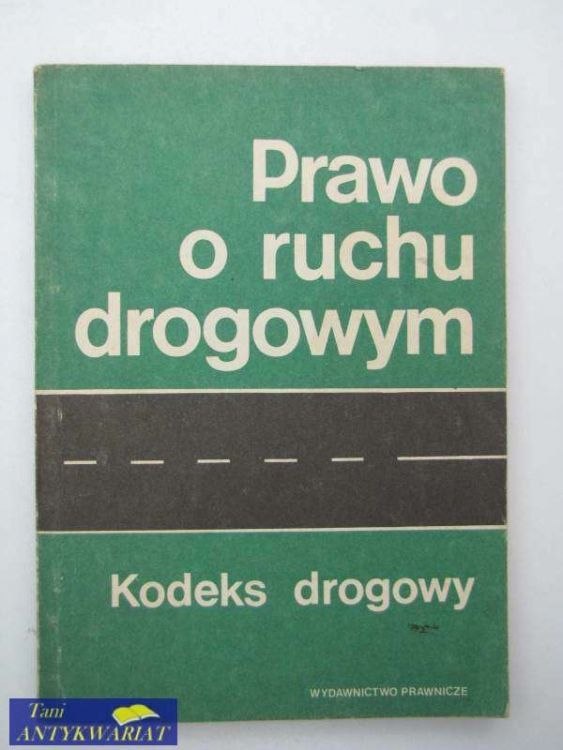 Prawo
o ruchu
drogowym
Kodeks drogowy
WYDAWNICTWO PRAWNICZE
Tani
ANTYKWARIAT